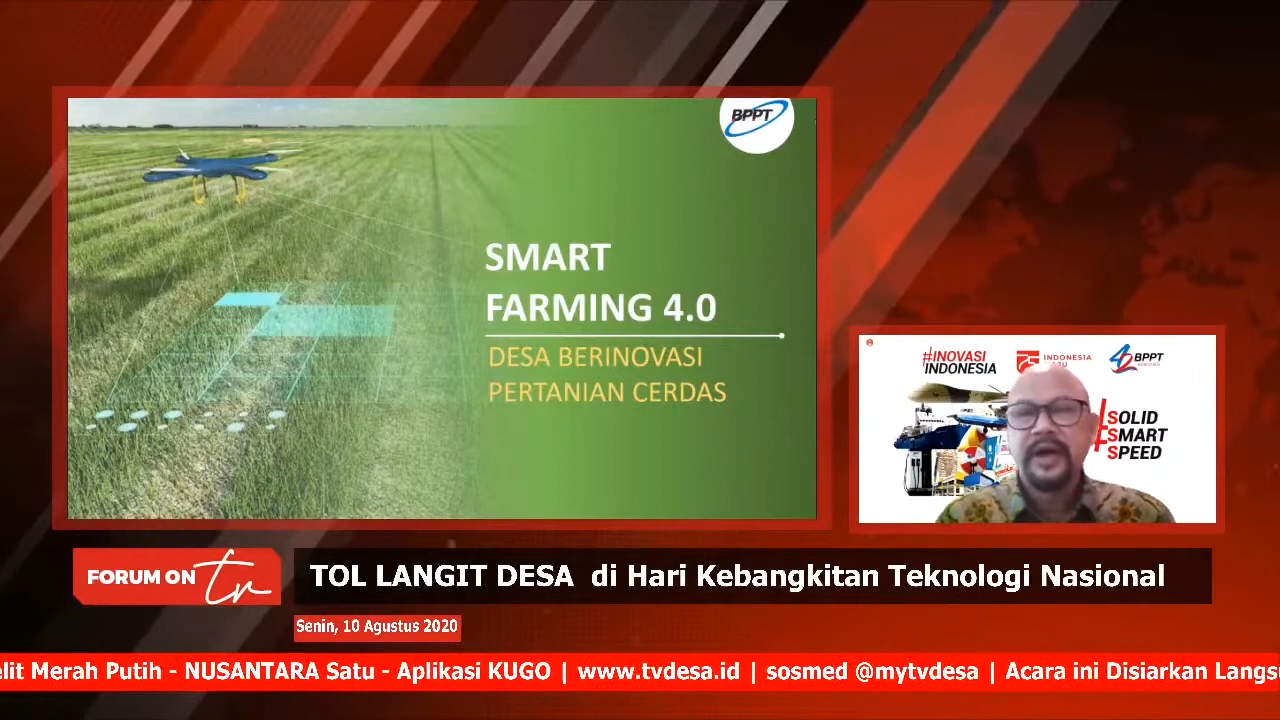 BPPT
SMART
FARMING 4.0
DESA BERINOVASI
PERTANIAN CERDAS
#INOVASI
INDONESIA
INDONESIA
BPPT
SOLID
SMART
SPEED
FORUM ON tr
TOL LANGIT DESA di Hari Kebangkitan Teknologi Nasional
Senin, 10 Agustus 2020
elit Merah Putih - NUSANTARA Satu - Aplikasi KUGO | www.tvdesa.id | sosmed @mytvdesa | Acara ini Disiarkan Langsu